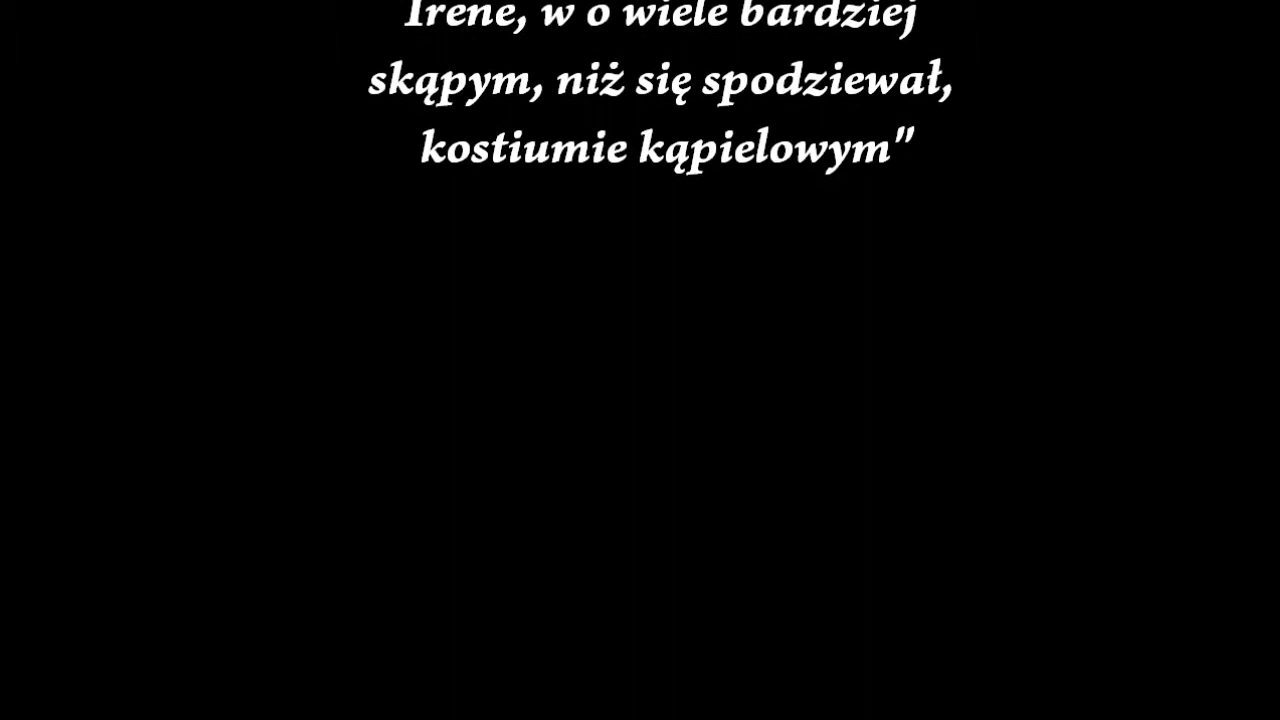 Irene, w o wiele bardziej
skąpym, niż się spodziewał,
kostiumie kąpielowym"